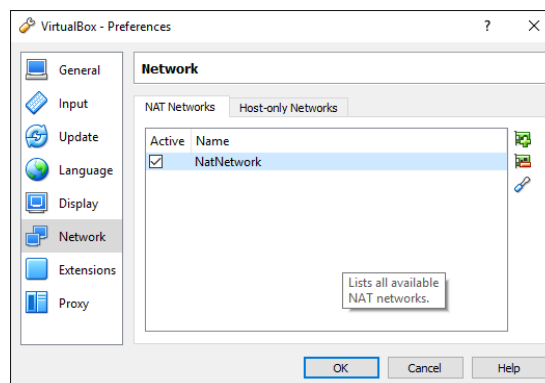 VirtualBox - Preferences ? ×
General
Input
Update
Language
Display
Network
Extensions
Proxy
Network
NAT Networks Host-only Networks
Active Name
NatNetwork
Lists all available
NAT networks.
OK Cancel Help